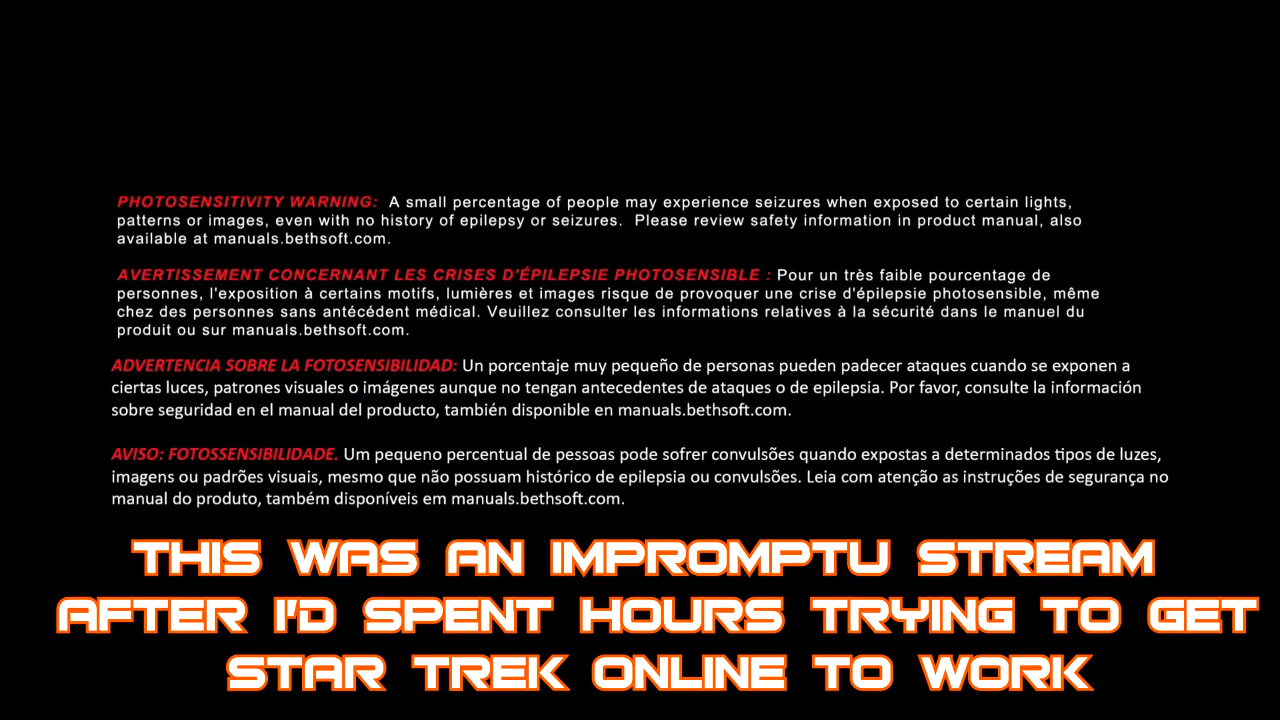 PHOTOSENSITIVITY WARNING: A small percentage of people may experience seizures when exposed to certain lights,
patterns or images, even with no history of epilepsy or seizures. Please review safety information in product manual, also
available at manuals.bethsoft.com.
AVERTISSEMENT CONCERNANT LES CRISES D'ÉPILEPSIE PHOTOSENSIBLE : Pour un très faible pourcentage de
personnes, l'exposition à certains motifs, lumières et images risque de provoquer une crise d'épilepsie photosensible, même
chez des personnes sans antécédent médical. Veuillez consulter les informations relatives à la sécurité dans le manuel du
produit ou sur manuals.bethsoft.com.
ADVERTENCIA SOBRE LA FOTOSENSIBILIDAD: Un porcentaje muy pequeño de personas pueden padecer ataques cuando se exponen a
ciertas luces, patrones visuales o imágenes aunque no tengan antecedentes de ataques o de epilepsia. Por favor, consulte la información
sobre seguridad en el manual del producto, también disponible en manuals.bethsoft.com.
AVISO: FOTOSSENSIBILIDADE. Um pequeno percentual de pessoas pode sofrer convulsões quando expostas a determinados tipos de luzes,
imagens ou padrões visuais, mesmo que não possuam histórico de epilepsia ou convulsões. Leia com atenção as instruções de segurança no
manual do produto, também disponíveis em manuals.bethsoft.com.
THIS WAS AN IMPROMPTU STREAM
AFTER I'D SPENT HOURS TRYING TO GET
STAR TREK ONLINE TO WORK